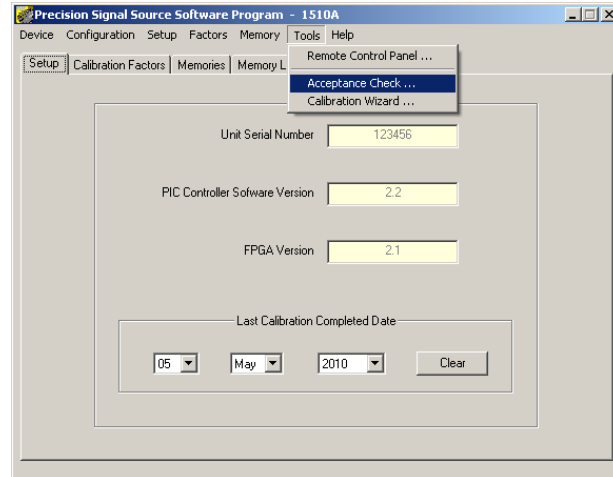 Precision Signal Source Software Program - 1510A
Device Configuration Setup Factors Memory Tools Help
Remote Control Panel ...
Acceptance Check ...
Calibration Wizard ...
Setup Calibration Factors Memories Memory L
Unit Serial Number 123456
PIC Controller Sofware Version 2.2
FPGA Version 2.1
Last Calibration Completed Date
05 May 2010 Clear